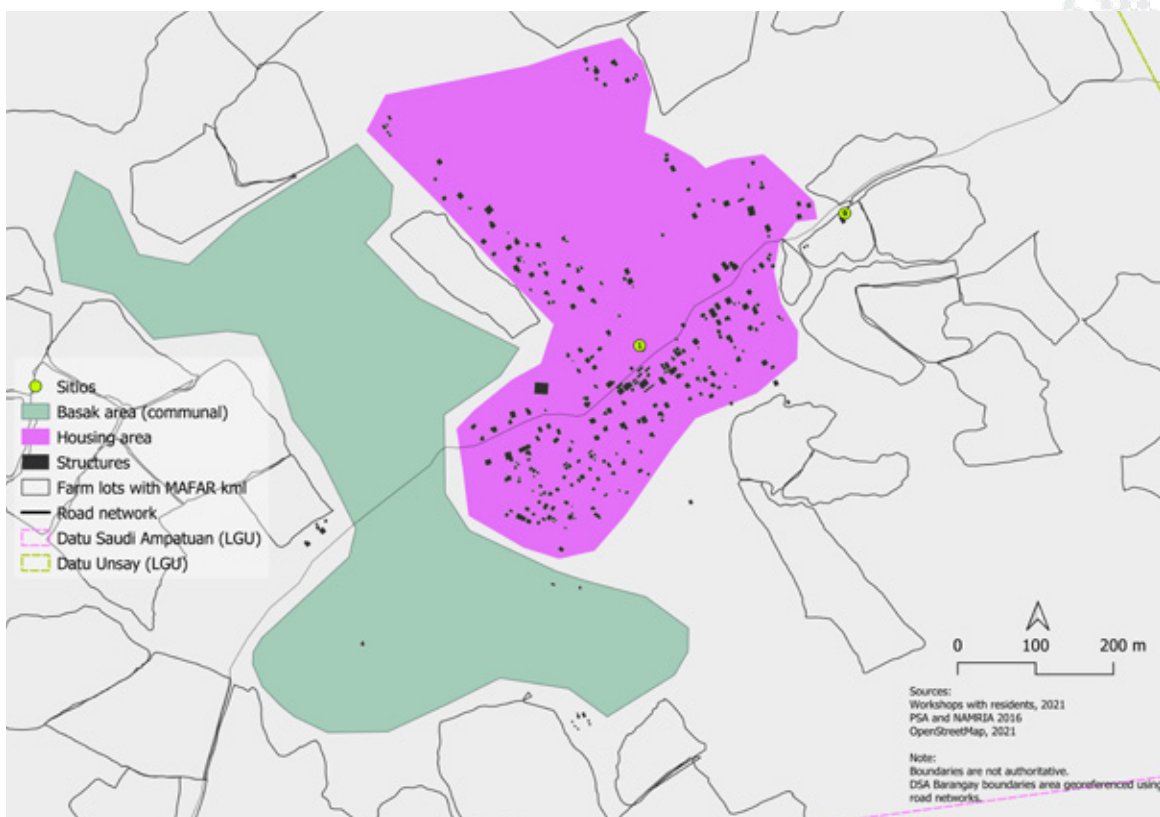 Sitios
Basak area (communal)
Housing area
Structures
Farm lots with MAFAR kml
Road network
Datu Saudi Ampatuan (LGU)
Datu Unsay (LGU)
1
0 100 200 m
Sources:
Workshops with residents, 2021
PSA and NAMRIA 2016
OpenStreetMap, 2021
Note:
Boundaries are not authoritative.
DSA Barangay boundaries area georeferenced using
road networks.